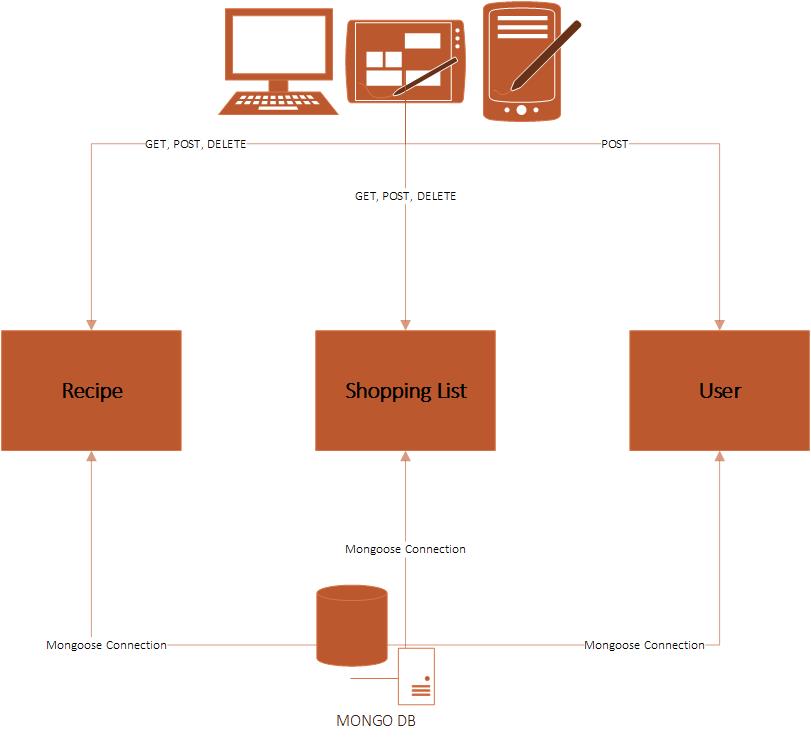 GET, POST, DELETE
POST
GET, POST, DELETE
Recipe
Shopping List
User
Mongoose Connection
Mongoose Connection
Mongoose Connection
MONGO DB